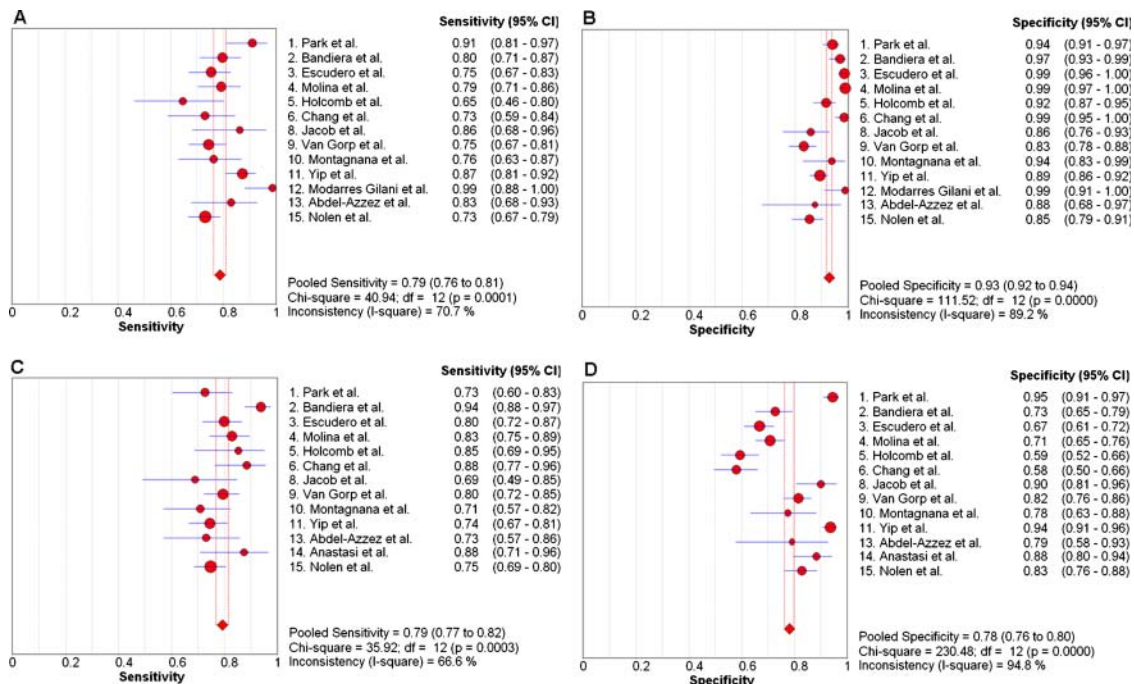 A
Sensitivity (95% CI)
1. Park et al. 0.91 (0.81 - 0.97)
2. Bandiera et al. 0.80 (0.71 - 0.87)
3. Escudero et al. 0.75 (0.67 - 0.83)
4. Molina et al. 0.79 (0.71 - 0.86)
5. Holcomb et al. 0.65 (0.46 - 0.80)
6. Chang et al. 0.73 (0.59 - 0.84)
8. Jacob et al. 0.86 (0.68 - 0.96)
9. Van Gorp et al. 0.75 (0.67 - 0.81)
10. Montagnana et al. 0.76 (0.63 - 0.87)
11. Yip et al. 0.87 (0.81 - 0.92)
12. Modarres Gilani et al. 0.99 (0.88 - 1.00)
13. Abdel-Azzez et al. 0.83 (0.68 - 0.93)
15. Nolen et al. 0.73 (0.67 - 0.79)
Pooled Sensitivity = 0.79 (0.76 to 0.81)
Chi-square = 40.94; df = 12 (p = 0.0001)
Inconsistency (I-square) = 70.7 %
0 0.2 0.4 0.6 0.8 1
Sensitivity
B
Specificity (95% CI)
1. Park et al. 0.94 (0.91 - 0.97)
2. Bandiera et al. 0.97 (0.93 - 0.99)
3. Escudero et al. 0.99 (0.96 - 1.00)
4. Molina et al. 0.99 (0.97 - 1.00)
5. Holcomb et al. 0.92 (0.87 - 0.95)
6. Chang et al. 0.99 (0.95 - 1.00)
8. Jacob et al. 0.86 (0.76 - 0.93)
9. Van Gorp et al. 0.83 (0.78 - 0.88)
10. Montagnana et al. 0.94 (0.83 - 0.99)
11. Yip et al. 0.89 (0.86 - 0.92)
12. Modarres Gilani et al. 0.99 (0.91 - 1.00)
13. Abdel-Azzez et al. 0.88 (0.68 - 0.97)
15. Nolen et al. 0.85 (0.79 - 0.91)
Pooled Specificity = 0.93 (0.92 to 0.94)
Chi-square = 111.52; df = 12 (p = 0.0000)
Inconsistency (I-square) = 89.2 %
0 0.2 0.4 0.6 0.8 1
Specificity
C
Sensitivity (95% CI)
1. Park et al. 0.73 (0.60 - 0.83)
2. Bandiera et al. 0.94 (0.88 - 0.97)
3. Escudero et al. 0.80 (0.72 - 0.87)
4. Molina et al. 0.83 (0.75 - 0.89)
5. Holcomb et al. 0.85 (0.69 - 0.95)
6. Chang et al. 0.88 (0.77 - 0.96)
8. Jacob et al. 0.69 (0.49 - 0.85)
9. Van Gorp et al. 0.80 (0.72 - 0.85)
10. Montagnana et al. 0.71 (0.57 - 0.82)
11. Yip et al. 0.74 (0.67 - 0.81)
13. Abdel-Azzez et al. 0.73 (0.57 - 0.86)
14. Anastasi et al. 0.88 (0.71 - 0.96)
15. Nolen et al. 0.75 (0.69 - 0.80)
Pooled Sensitivity = 0.79 (0.77 to 0.82)
Chi-square = 35.92; df = 12 (p = 0.0003)
Inconsistency (I-square) = 66.6 %
0 0.2 0.4 0.6 0.8 1
Sensitivity
D
Specificity (95% CI)
1. Park et al. 0.95 (0.91 - 0.97)
2. Bandiera et al. 0.73 (0.65 - 0.79)
3. Escudero et al. 0.67 (0.61 - 0.72)
4. Molina et al. 0.71 (0.65 - 0.76)
5. Holcomb et al. 0.59 (0.52 - 0.66)
6. Chang et al. 0.58 (0.50 - 0.66)
8. Jacob et al. 0.90 (0.81 - 0.96)
9. Van Gorp et al. 0.82 (0.76 - 0.86)
10. Montagnana et al. 0.78 (0.63 - 0.88)
11. Yip et al. 0.94 (0.91 - 0.96)
13. Abdel-Azzez et al. 0.79 (0.58 - 0.93)
14. Anastasi et al. 0.88 (0.80 - 0.94)
15. Nolen et al. 0.83 (0.76 - 0.88)
Pooled Specificity = 0.78 (0.76 to 0.80)
Chi-square = 230.48; df = 12 (p = 0.0000)
Inconsistency (I-square) = 94.8 %
0 0.2 0.4 0.6 0.8 1
Specificity